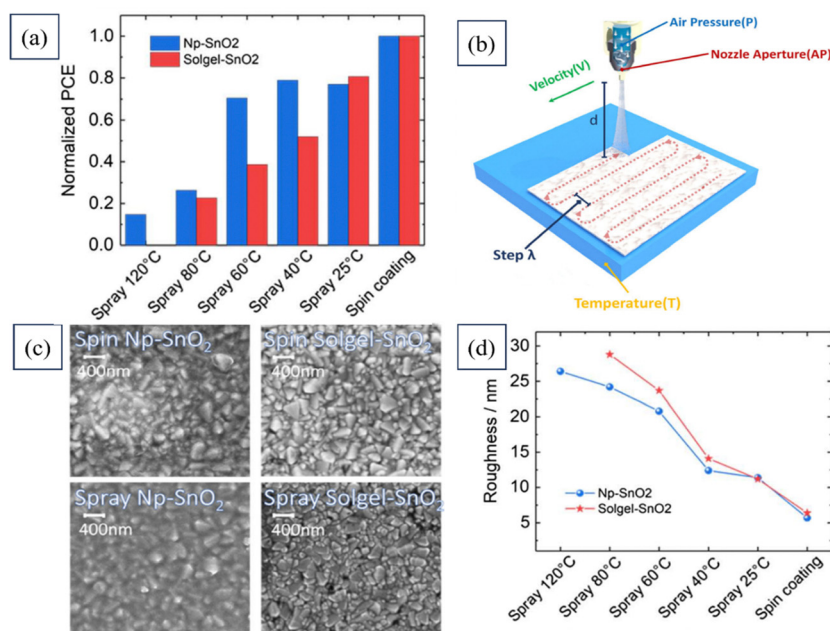 (a)
Normalized PCE
1.0
0.8
0.6
0.4
0.2
0.0
Np-SnO2
Solgel-SnO2
Spray 120°C
Spray 80°C
Spray 60°C
Spray 40°C
Spray 25°C
Spin coating
(b)
Air Pressure(P)
Nozzle Aperture(AP)
Velocity(V)
d
Step λ
Temperature(T)
(c)
Spin Np-SnO₂
400nm
Spin Solgel-SnO₂
400nm
Spray Np-SnO₂
400nm
Spray Solgel-SnO₂
400nm
(d)
Roughness / nm
30
25
20
15
10
5
Np-SnO2
Solgel-SnO2
Spray 120°C
Spray 80°C
Spray 60°C
Spray 40°C
Spray 25°C
Spin coating